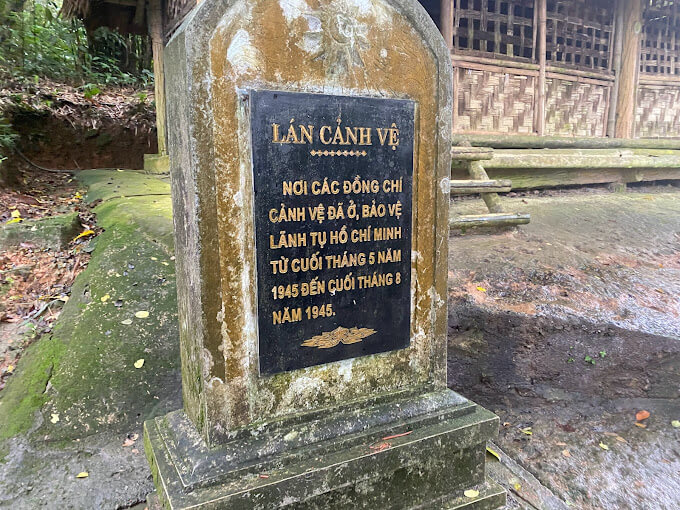 LÁN CẢNH VỆ
NƠI CÁC ĐỒNG CHÍ
CẢNH VỆ ĐÃ Ở, BẢO VỆ
LÃNH TỤ HỒ CHÍ MINH
TỪ CUỐI THÁNG 5 NĂM
1945 ĐẾN CUỐI THÁNG 8
NĂM 1945.